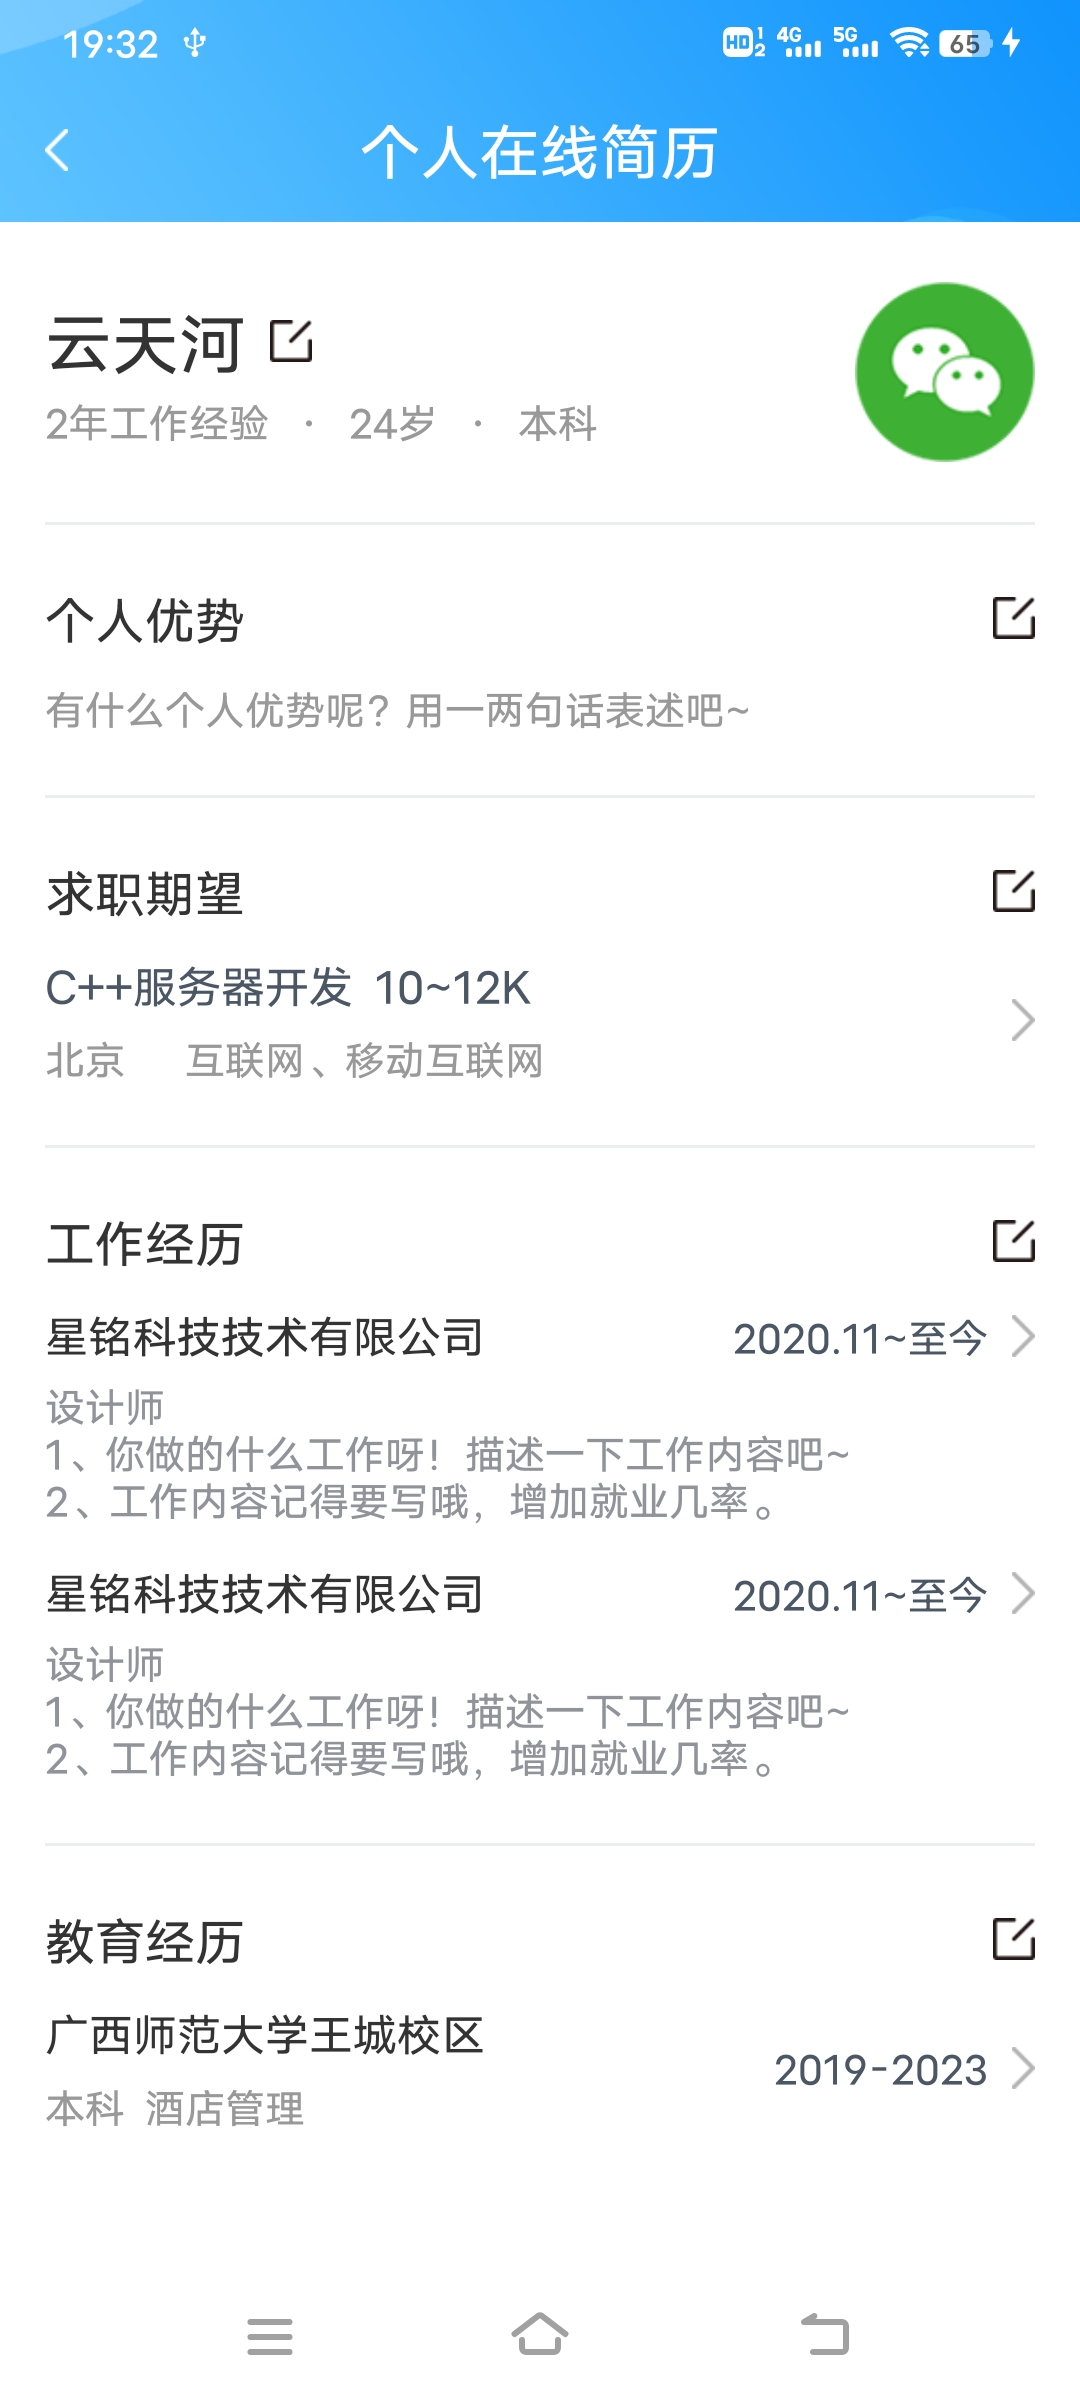 19:32
HD 1 2 4G 5G 65
个人在线简历
云天河
2年工作经验 · 24岁 · 本科
个人优势
有什么个人优势呢？用一两句话表述吧~
求职期望
C++服务器开发 10~12K
北京 互联网、移动互联网
工作经历
星铭科技技术有限公司 2020.11~至今
设计师
1、你做的什么工作呀！描述一下工作内容吧~
2、工作内容记得要写哦，增加就业几率。
星铭科技技术有限公司 2020.11~至今
设计师
1、你做的什么工作呀！描述一下工作内容吧~
2、工作内容记得要写哦，增加就业几率。
教育经历
广西师范大学王城校区
2019-2023
本科 酒店管理